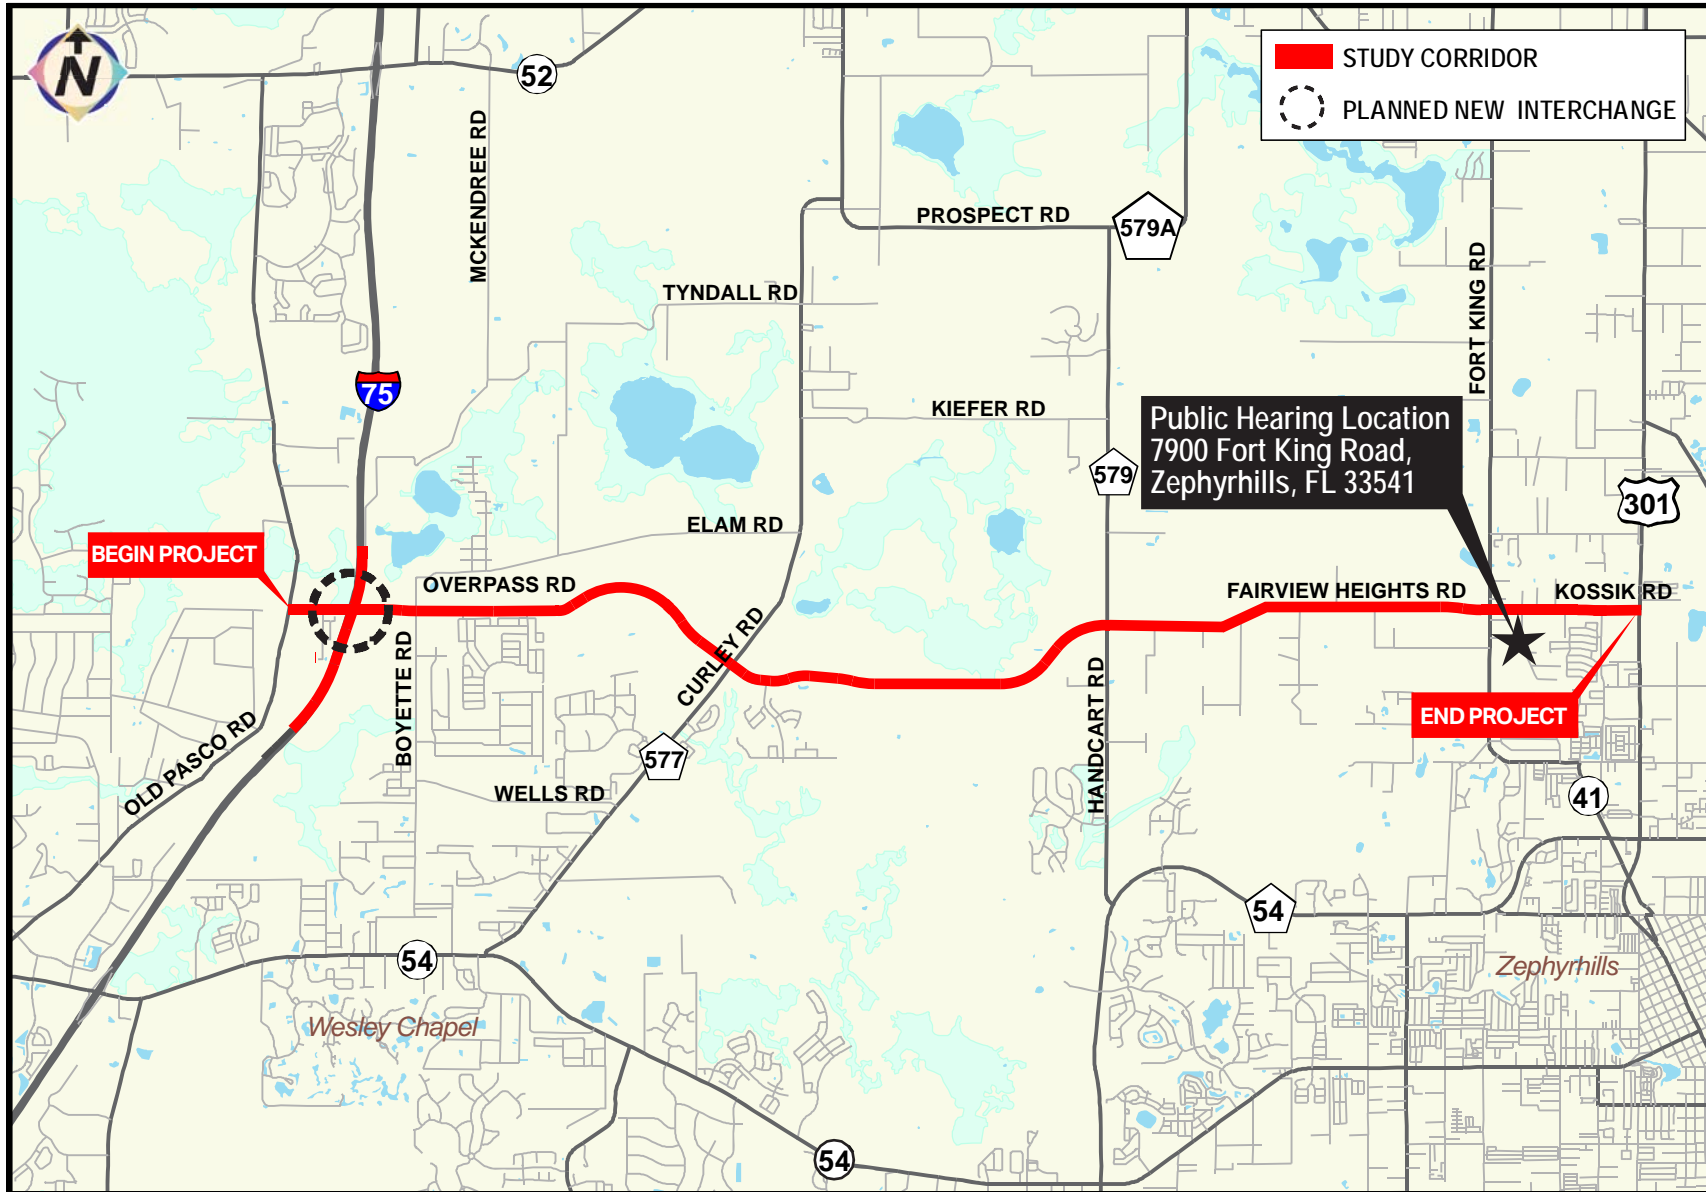 N
52
STUDY CORRIDOR
PLANNED NEW INTERCHANGE
MCKENDREE RD
PROSPECT RD
579A
TYNDALL RD
FORT KING RD
75
KIEFER RD
Public Hearing Location
7900 Fort King Road,
Zephyrhills, FL 33541
579
301
ELAM RD
BEGIN PROJECT
OVERPASS RD
FAIRVIEW HEIGHTS RD
KOSSIK RD
CURLEY RD
BOYETTE RD
HANDCART RD
END PROJECT
OLD PASCO RD
577
WELLS RD
41
54
54
Zephyrhills
Wesley Chapel
54